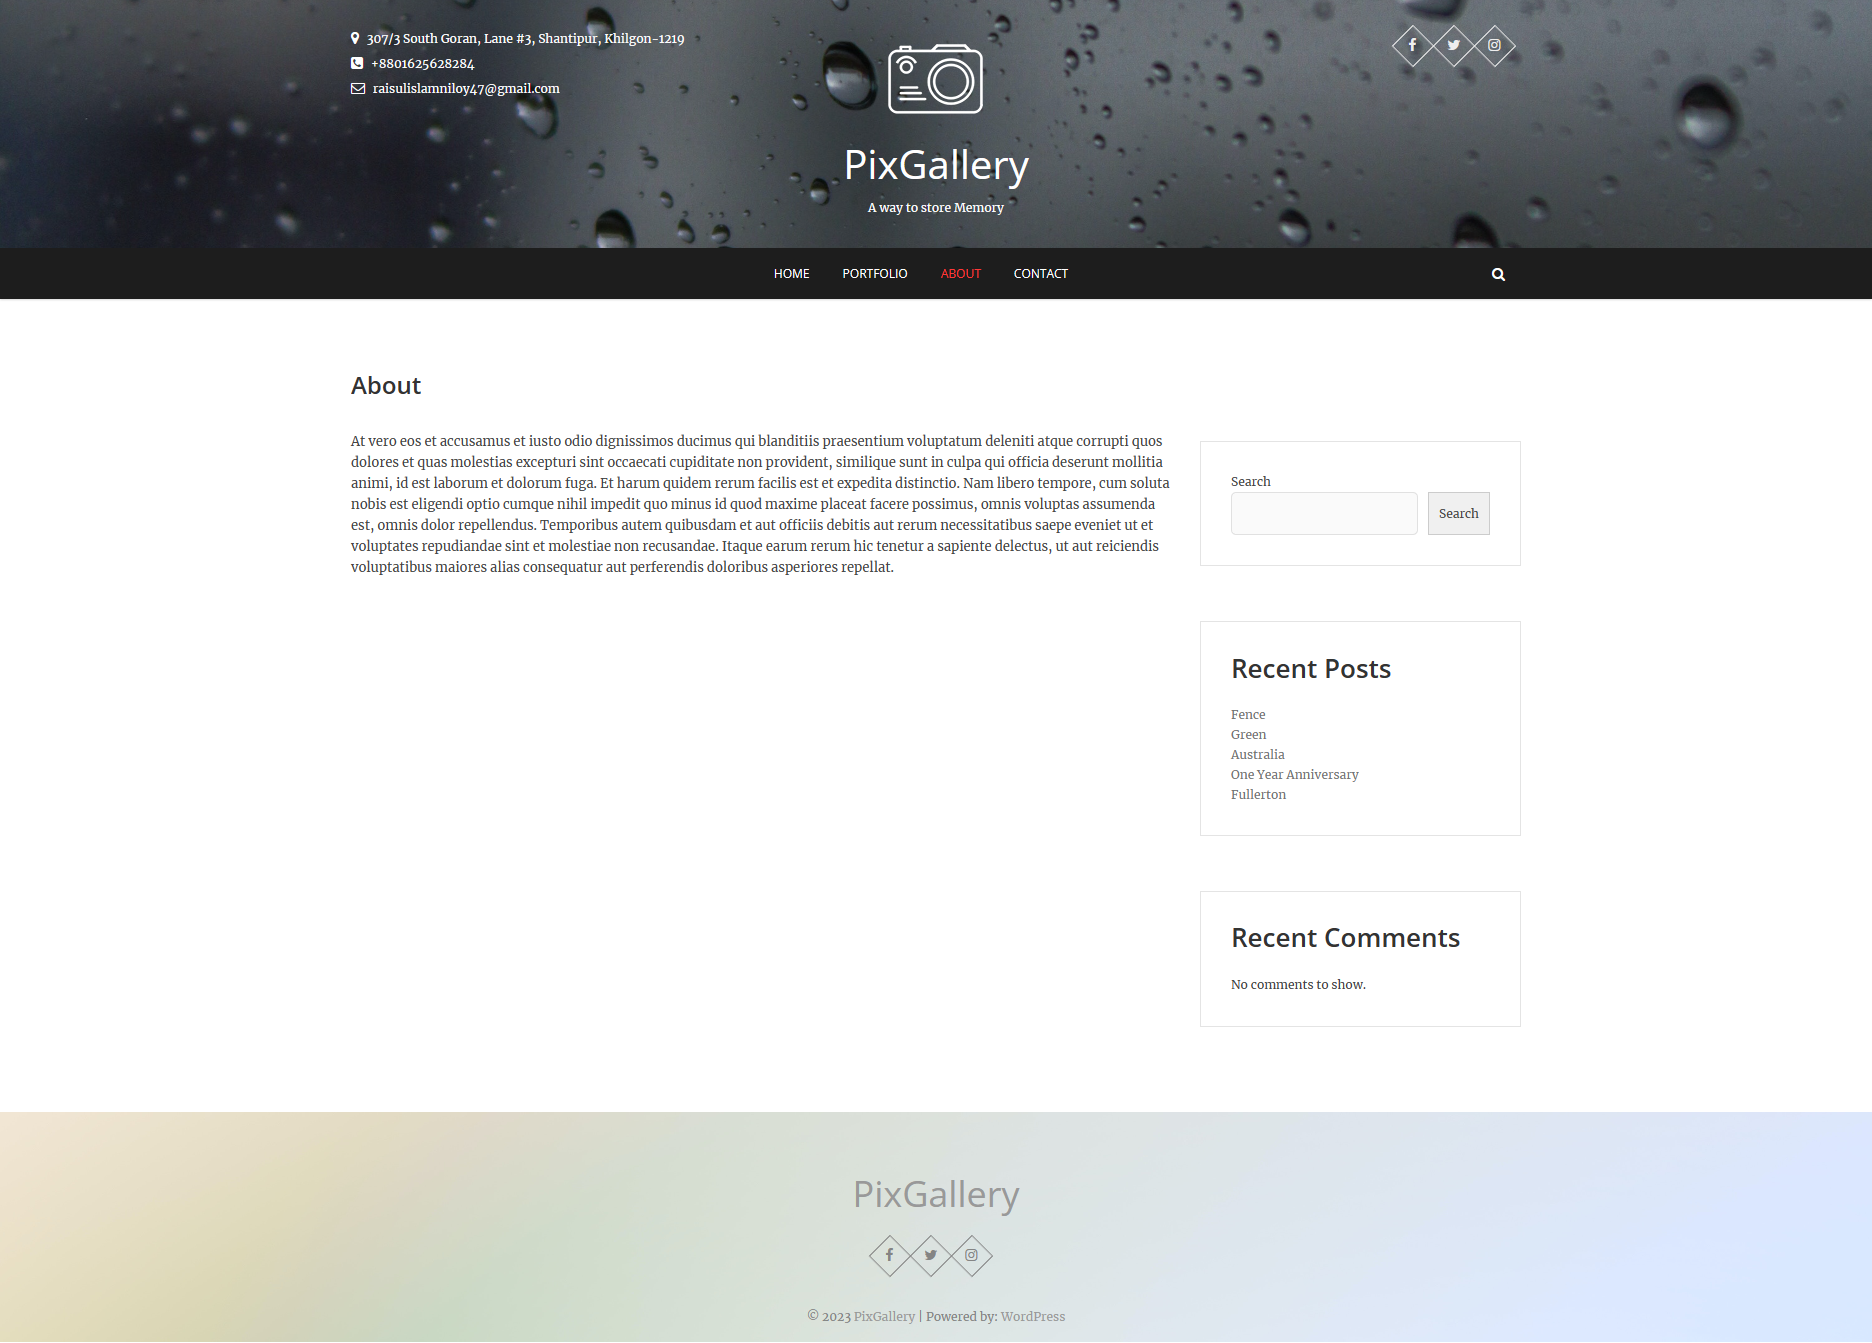 307/3 South Goran, Lane #3, Shantipur, Khilgon-1219
+8801625628284
raisulislamniloy47@gmail.com
PixGallery
A way to store Memory
HOME PORTFOLIO ABOUT CONTACT
About
At vero eos et accusamus et iusto odio dignissimos ducimus qui blanditiis praesentium voluptatum deleniti atque corrupti quos
dolores et quas molestias excepturi sint occaecati cupiditate non provident, similique sunt in culpa qui officia deserunt mollitia
animi, id est laborum et dolorum fuga. Et harum quidem rerum facilis est et expedita distinctio. Nam libero tempore, cum soluta
nobis est eligendi optio cumque nihil impedit quo minus id quod maxime placeat facere possimus, omnis voluptas assumenda
est, omnis dolor repellendus. Temporibus autem quibusdam et aut officiis debitis aut rerum necessitatibus saepe eveniet ut et
voluptates repudiandae sint et molestiae non recusandae. Itaque earum rerum hic tenetur a sapiente delectus, ut aut reiciendis
voluptatibus maiores alias consequatur aut perferendis doloribus asperiores repellat.
Search
Search
Recent Posts
Fence
Green
Australia
One Year Anniversary
Fullerton
Recent Comments
No comments to show.
PixGallery
© 2023 PixGallery | Powered by: WordPress